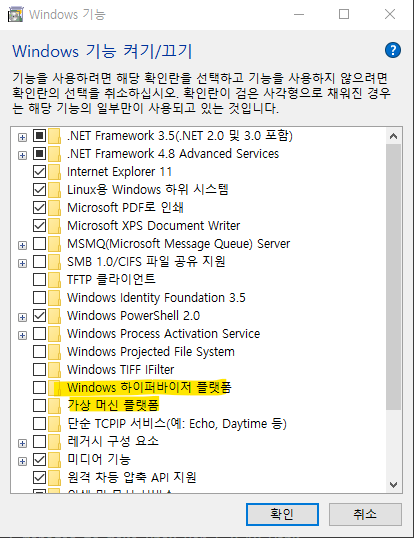 Windows 기능
Windows 기능 켜기/끄기
기능을 사용하려면 해당 확인란을 선택하고 기능을 사용하지 않으려면
확인란의 선택을 취소하십시오. 확인란이 검은 사각형으로 채워진 경우
는 해당 기능의 일부만이 사용되고 있는 것입니다.
.NET Framework 3.5(.NET 2.0 및 3.0 포함)
.NET Framework 4.8 Advanced Services
Internet Explorer 11
Linux용 Windows 하위 시스템
Microsoft PDF로 인쇄
Microsoft XPS Document Writer
MSMQ(Microsoft Message Queue) Server
SMB 1.0/CIFS 파일 공유 지원
TFTP 클라이언트
Windows Identity Foundation 3.5
Windows PowerShell 2.0
Windows Process Activation Service
Windows Projected File System
Windows TIFF IFilter
Windows 하이퍼바이저 플랫폼
가상 머신 플랫폼
단순 TCPIP 서비스(예: Echo, Daytime 등)
레거시 구성 요소
미디어 기능
원격 차등 압축 API 지원
확인
취소